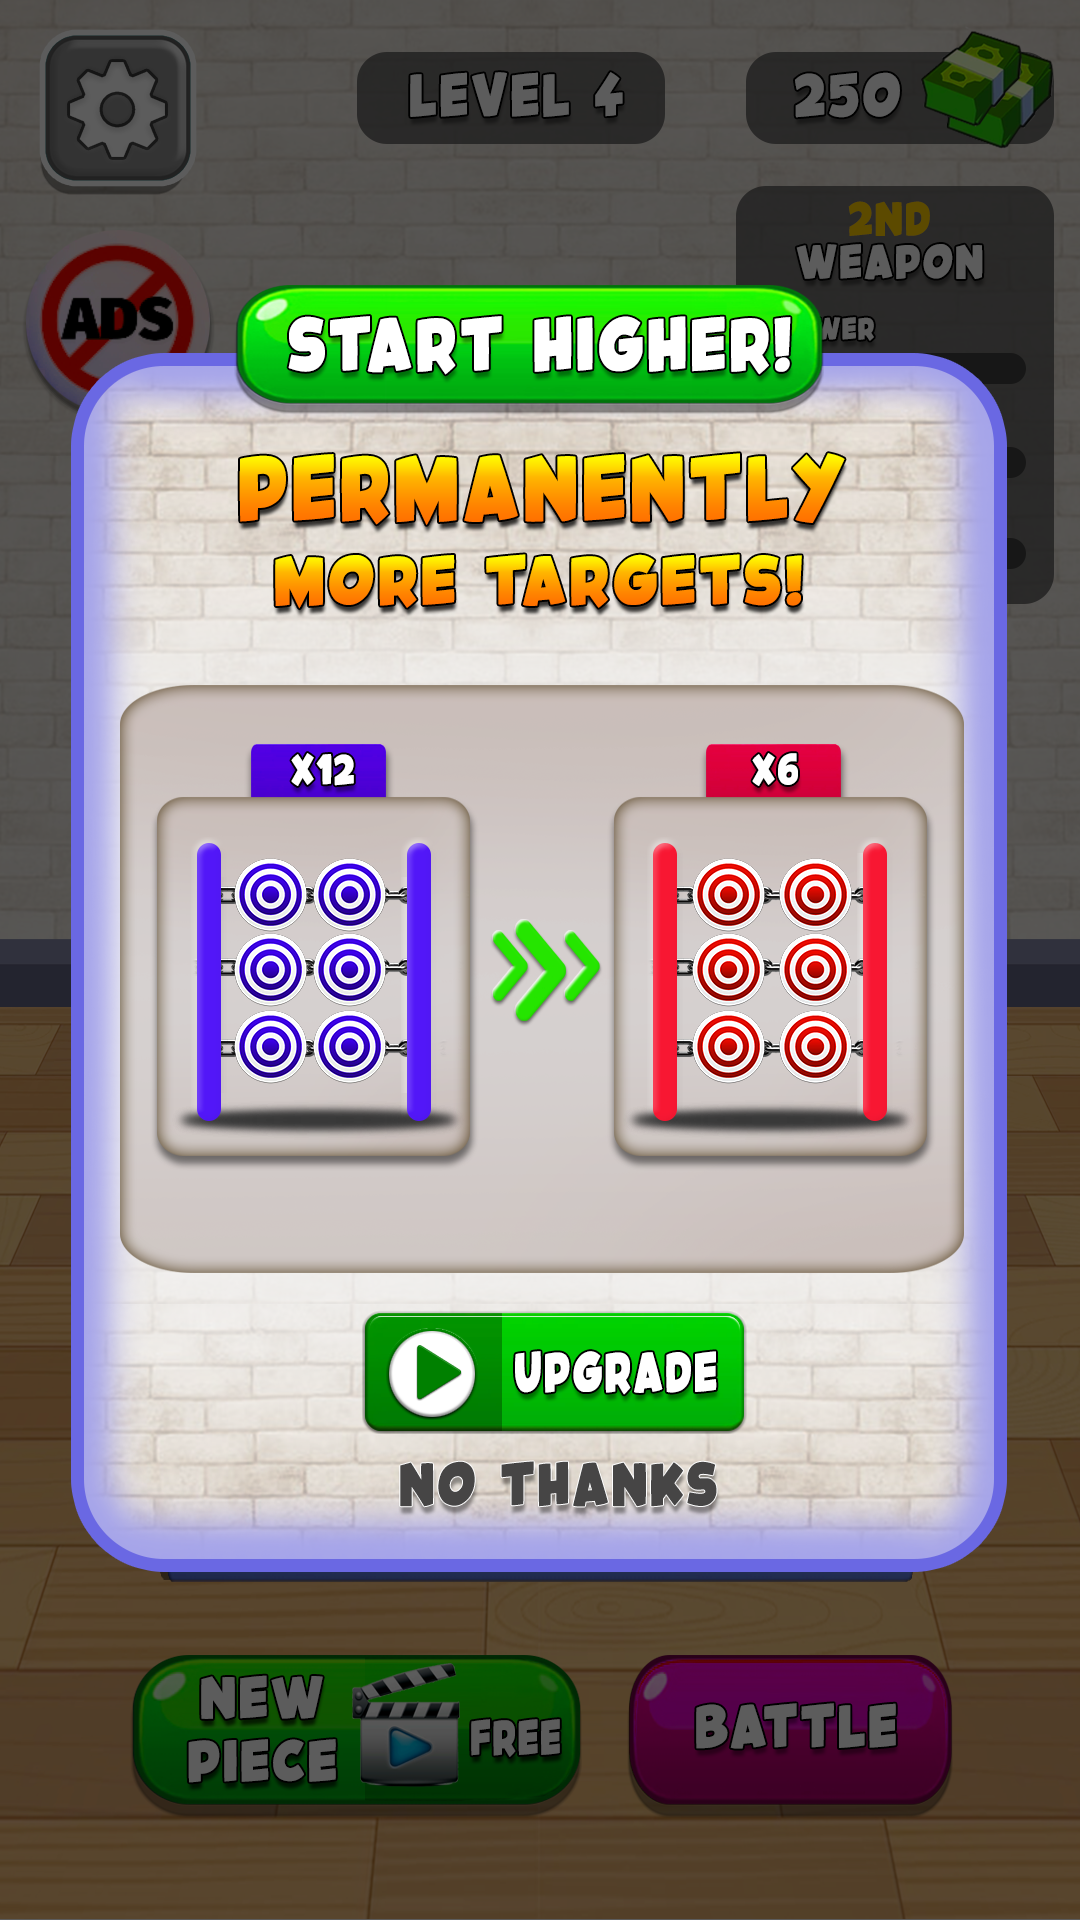 LEVEL 4
250
2ND
WEAPON
ADS
START HIGHER!
PERMANENTLY
MORE TARGETS!
X12
X6
UPGRADE
NO THANKS
NEW
PIECE
FREE
BATTLE